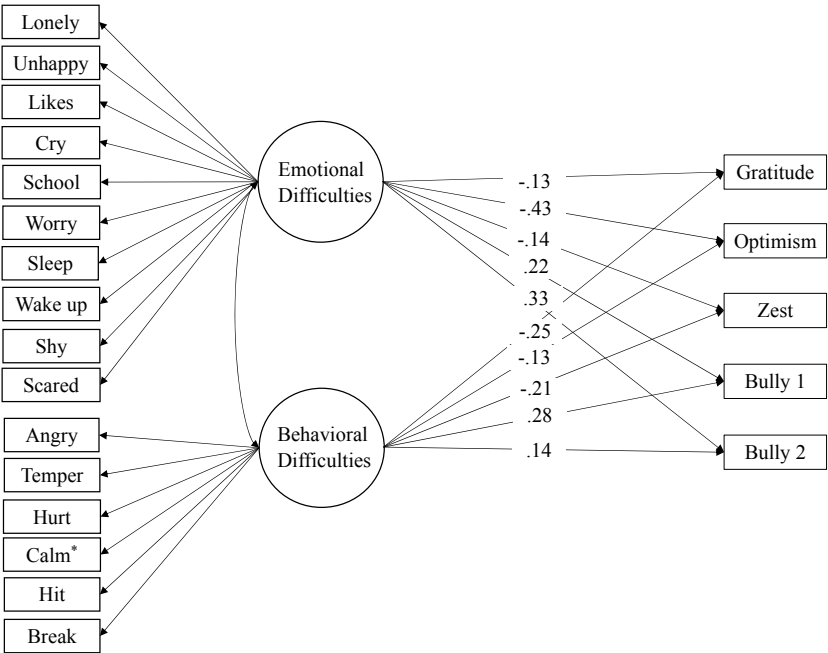 Lonely
Unhappy
Likes
Cry
School
Worry
Sleep
Wake up
Shy
Scared
Angry
Temper
Hurt
Calm*
Hit
Break
Emotional
Difficulties
Behavioral
Difficulties
-.13
-.43
-.14
.22
.33
-.25
-.13
-.21
.28
.14
Gratitude
Optimism
Zest
Bully 1
Bully 2